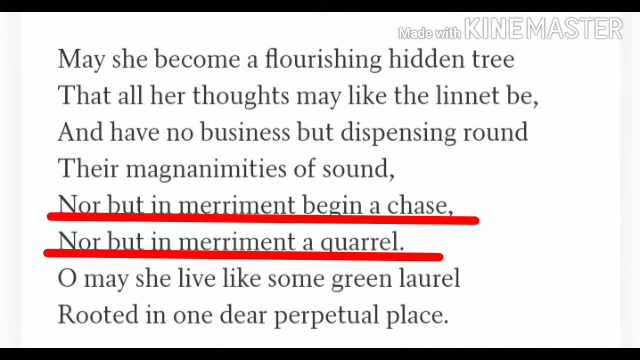 Made with KINEMASTER
May she become a flourishing hidden tree
That all her thoughts may like the linnet be,
And have no business but dispensing round
Their magnanimities of sound,
Nor but in merriment begin a chase,
Nor but in merriment a quarrel.
O may she live like some green laurel
Rooted in one dear perpetual place.